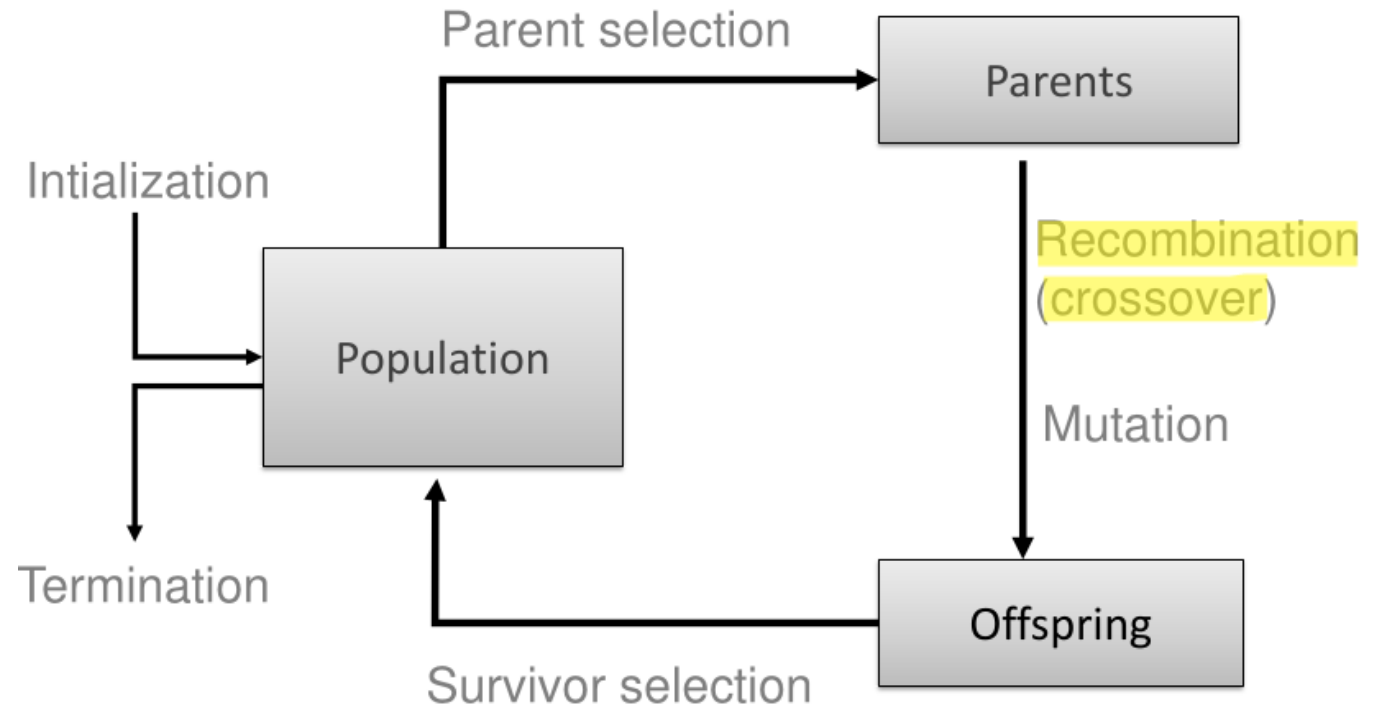 Parent selection
Parents
Intialization
Recombination
(crossover)
Population
Mutation
Termination
Offspring
Survivor selection